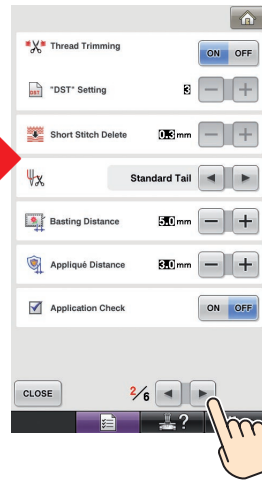 Thread Trimming
ON OFF
DST "DST" Setting 3 − +
Short Stitch Delete 0.3 mm − +
Standard Tail
Basting Distance 5.0 mm − +
Appliqué Distance 3.0 mm − +
Application Check ON OFF
CLOSE 2/6
?